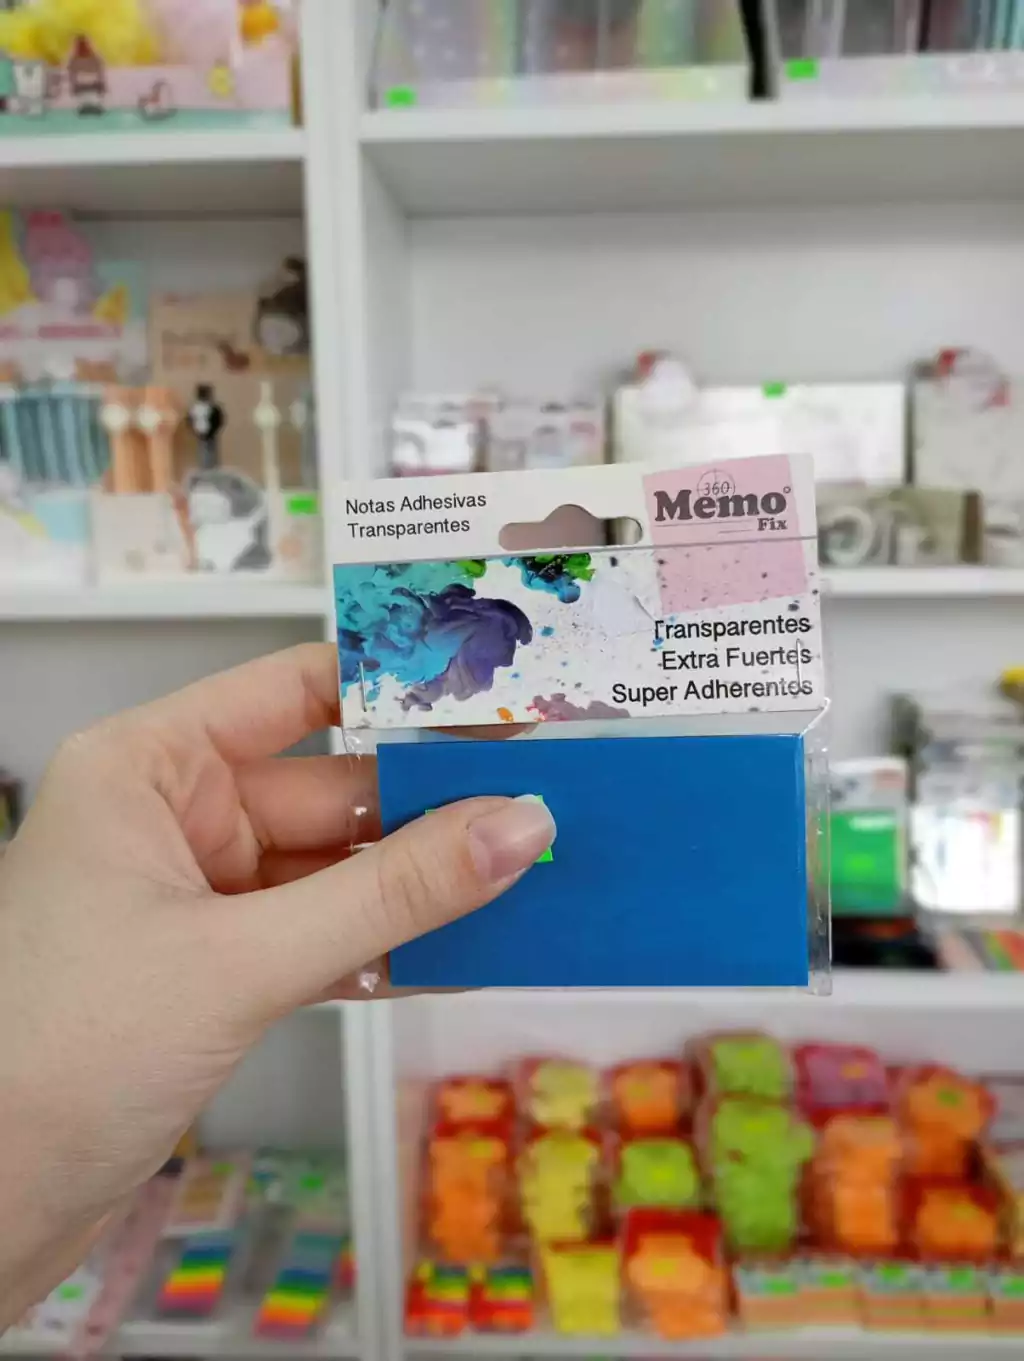 Notas Adhesivas
Transparentes
360°
Memo
Fix
Transparentes
Extra Fuertes
Super Adherentes